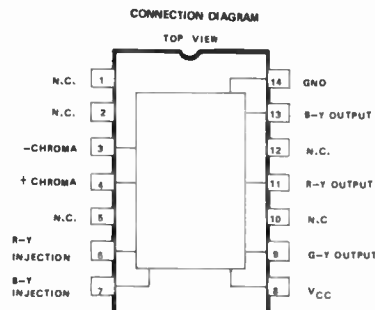 CONNECTION DIAGRAM
TOP VIEW
N.C. 1
N.C. 2
-CHROMA 3
+ CHROMA 4
N.C. 5
R-Y
INJECTION 6
B-Y
INJECTION 7
14 GND
13 B-Y OUTPUT
12 N.C.
11 R-Y OUTPUT
10 N.C
9 G-Y OUTPUT
8 VCC